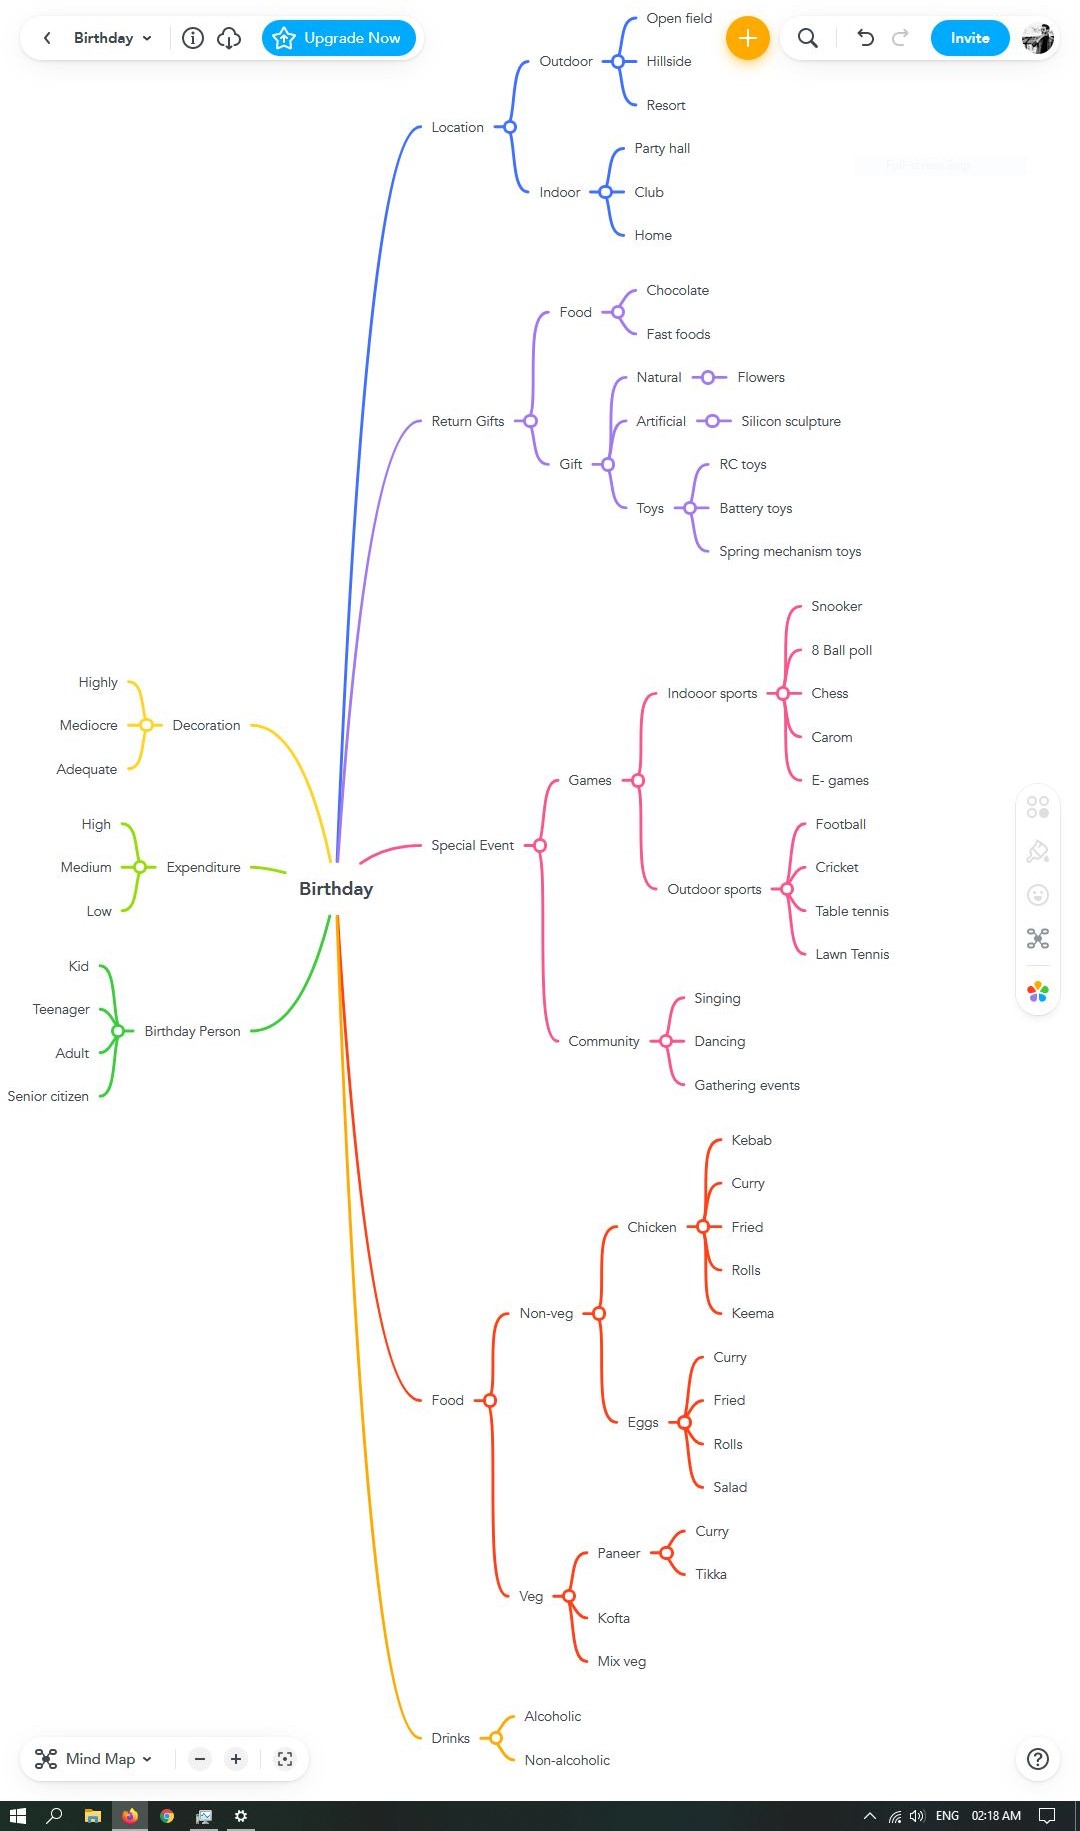 Birthday
Upgrade Now
Invite
Location
Outdoor
Open field
Hillside
Resort
Indoor
Party hall
Club
Home
Return Gifts
Food
Chocolate
Fast foods
Gift
Natural
Flowers
Artificial
Silicon sculpture
Toys
RC toys
Battery toys
Spring mechanism toys
Decoration
Highly
Mediocre
Adequate
Expenditure
High
Medium
Low
Birthday
Birthday Person
Kid
Teenager
Adult
Senior citizen
Special Event
Games
Indooor sports
Snooker
8 Ball poll
Chess
Carom
E- games
Outdoor sports
Football
Cricket
Table tennis
Lawn Tennis
Community
Singing
Dancing
Gathering events
Food
Non-veg
Chicken
Kebab
Curry
Fried
Rolls
Keema
Eggs
Curry
Fried
Rolls
Salad
Veg
Paneer
Curry
Tikka
Kofta
Mix veg
Drinks
Alcoholic
Non-alcoholic
Mind Map
ENG 02:18 AM